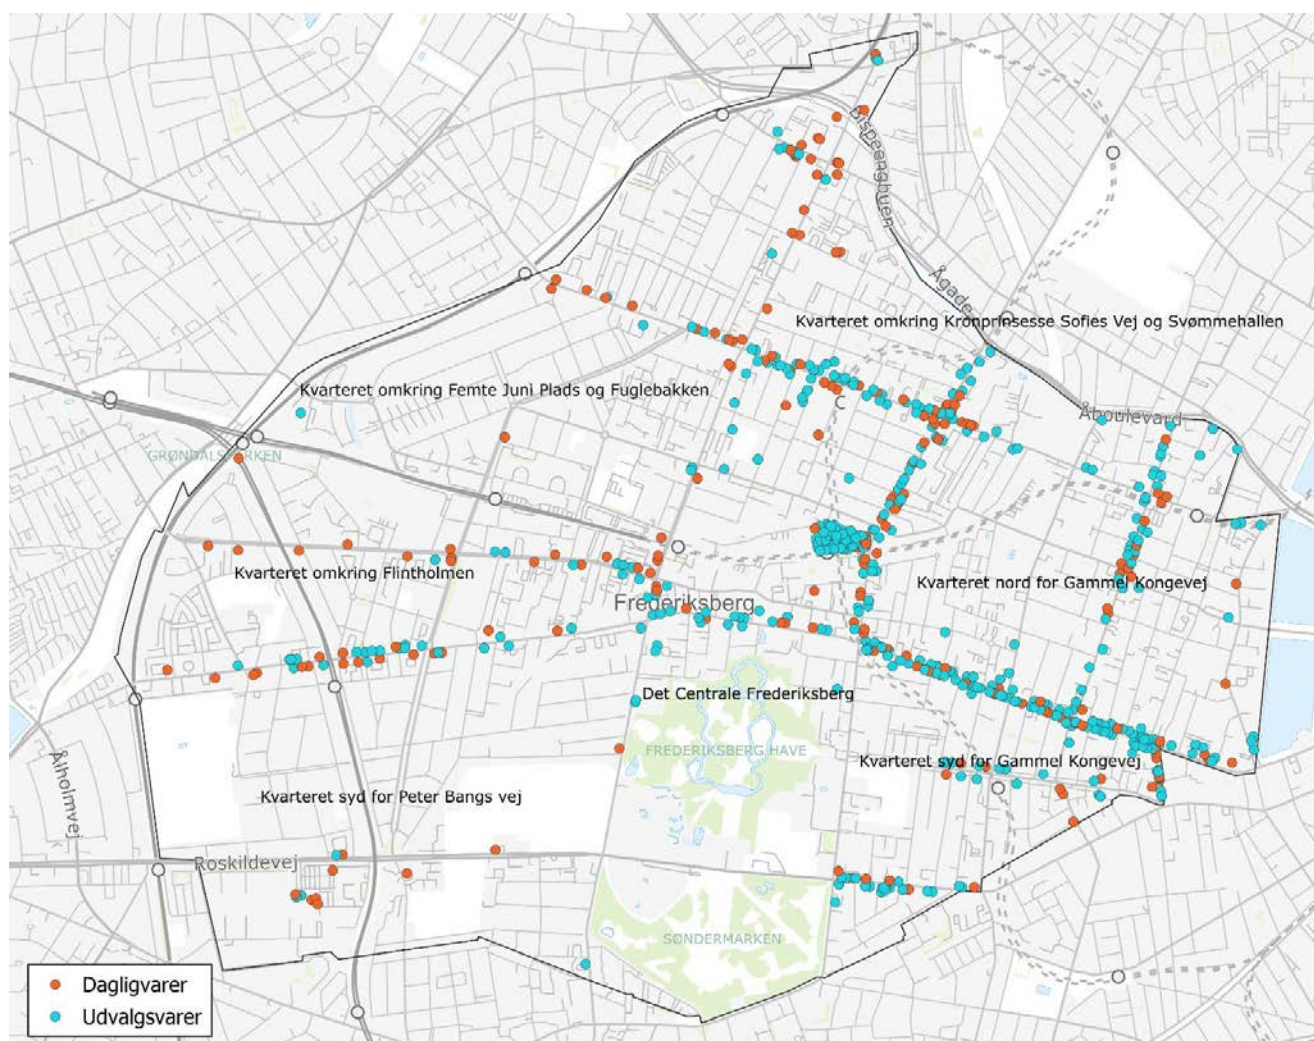 Bispeengbuen
Ågade
Kvarteret omkring Kronprinsesse Sofies Vej og Svømmehallen
Kvarteret omkring Femte Juni Plads og Fuglebakken
Åboulevard
Kvarteret omkring Flintholmen
Kvarteret nord for Gammel Kongevej
Frederiksberg
Det Centrale Frederiksberg
FREDERIKSBERG HAVE
Kvarteret syd for Gammel Kongevej
Ålholmvej
Kvarteret syd for Peter Bangs vej
Roskildevej
SØNDERMARKEN
Dagligvarer
Udvalgsvarer